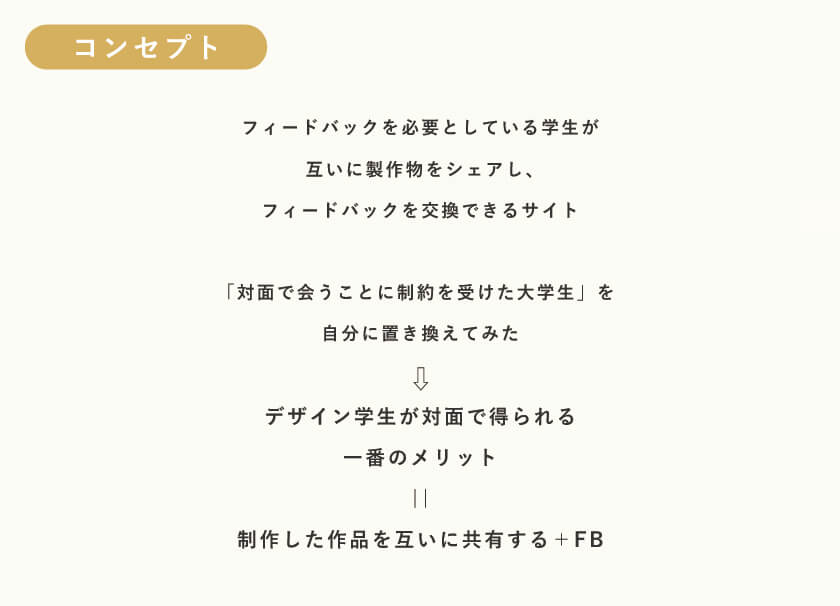 コンセプト
フィードバックを必要としている学生が
互いに製作物をシェアし、
フィードバックを交換できるサイト
「対面で会うことに制約を受けた大学生」を
自分に置き換えてみた
⇩
デザイン学生が対面で得られる
一番のメリット
||
制作した作品を互いに共有する＋FB